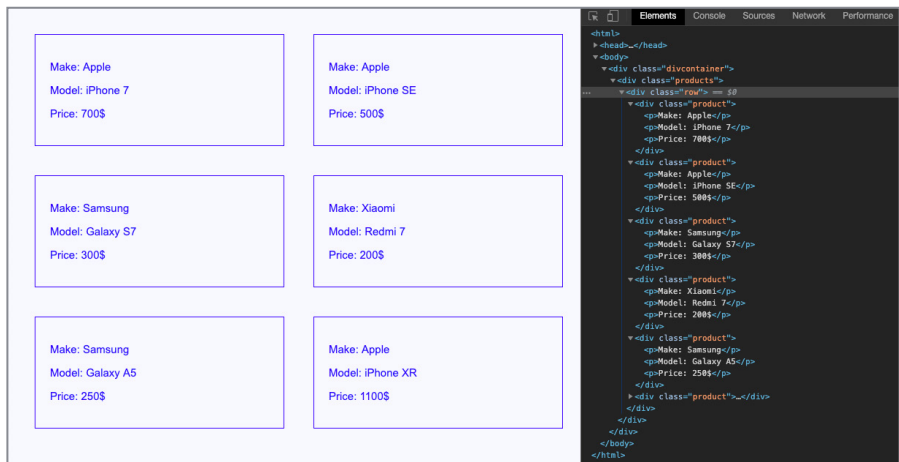 Make: Apple
Model: iPhone 7
Price: 700$
Make: Apple
Model: iPhone SE
Price: 500$
Make: Samsung
Model: Galaxy S7
Price: 300$
Make: Xiaomi
Model: Redmi 7
Price: 200$
Make: Samsung
Model: Galaxy A5
Price: 250$
Make: Apple
Model: iPhone XR
Price: 1100$
Elements Console Sources Network Performance
<html>
<head>…</head>
<body>
<div class="divcontainer">
<div class="products">
... <div class="row"> == $0
<div class="product">
<p>Make: Apple</p>
<p>Model: iPhone 7</p>
<p>Price: 700$</p>
</div>
<div class="product">
<p>Make: Apple</p>
<p>Model: iPhone SE</p>
<p>Price: 500$</p>
</div>
<div class="product">
<p>Make: Samsung</p>
<p>Model: Galaxy S7</p>
<p>Price: 300$</p>
</div>
<div class="product">
<p>Make: Xiaomi</p>
<p>Model: Redmi 7</p>
<p>Price: 200$</p>
</div>
<div class="product">
<p>Make: Samsung</p>
<p>Model: Galaxy A5</p>
<p>Price: 250$</p>
</div>
<div class="product">…</div>
</div>
</div>
</div>
</body>
</html>